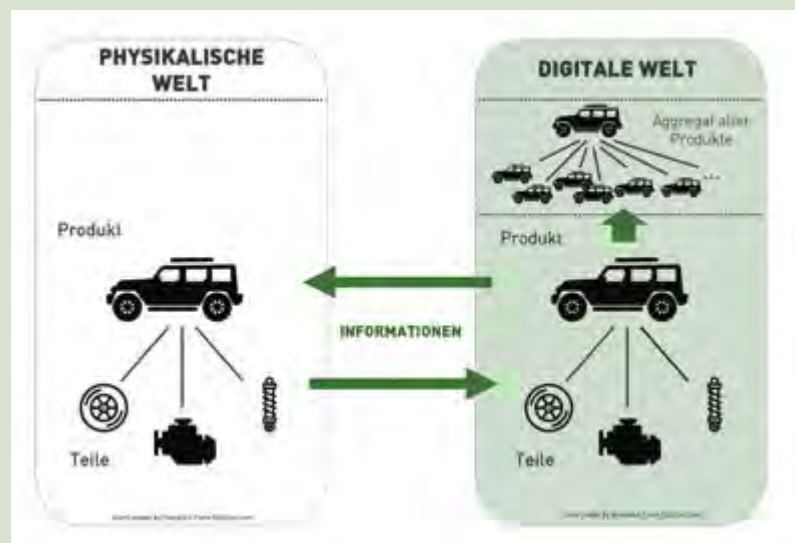 PHYSIKALISCHE
WELT
Produkt
Teile
INFORMATIONEN
DIGITALE WELT
Aggregat aller
Produkte
...
Produkt
Teile